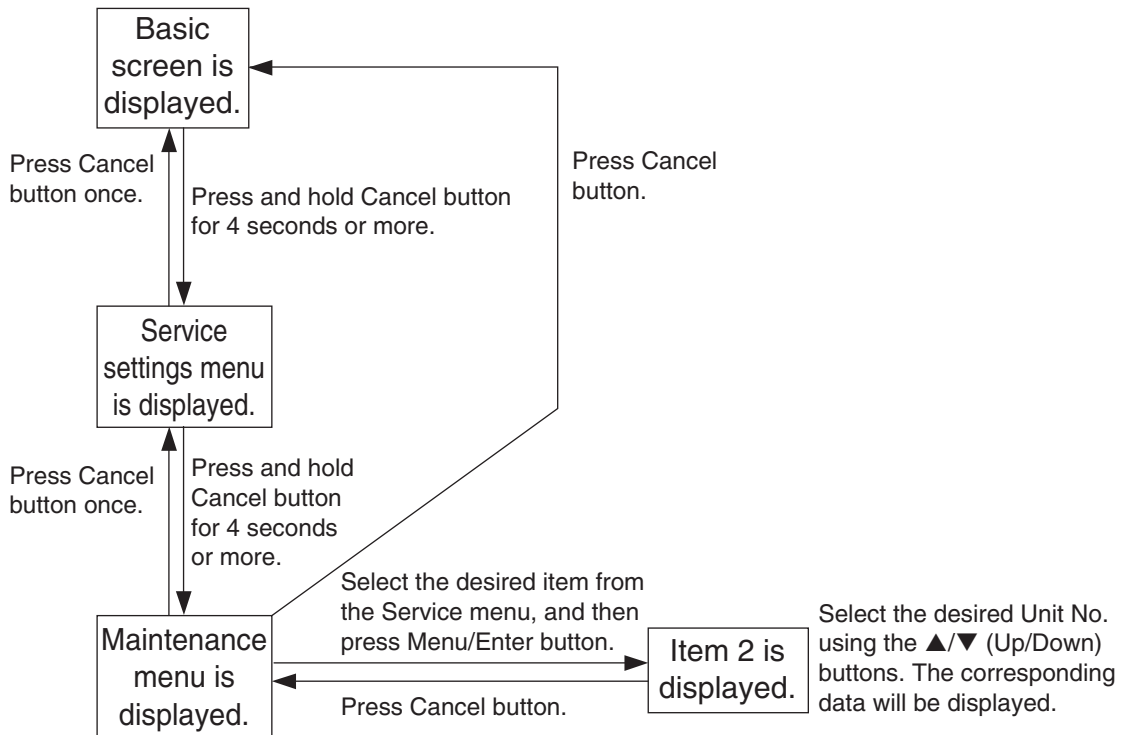 Basic
screen is
displayed.
Press Cancel
button once.
Press and hold Cancel button
for 4 seconds or more.
Press Cancel
button.
Service
settings menu
is displayed.
Press Cancel
button once.
Press and hold
Cancel button
for 4 seconds
or more.
Maintenance
menu is
displayed.
Select the desired item from
the Service menu, and then
press Menu/Enter button.
Press Cancel button.
Item 2 is
displayed.
Select the desired Unit No.
using the ▲/▼ (Up/Down)
buttons. The corresponding
data will be displayed.